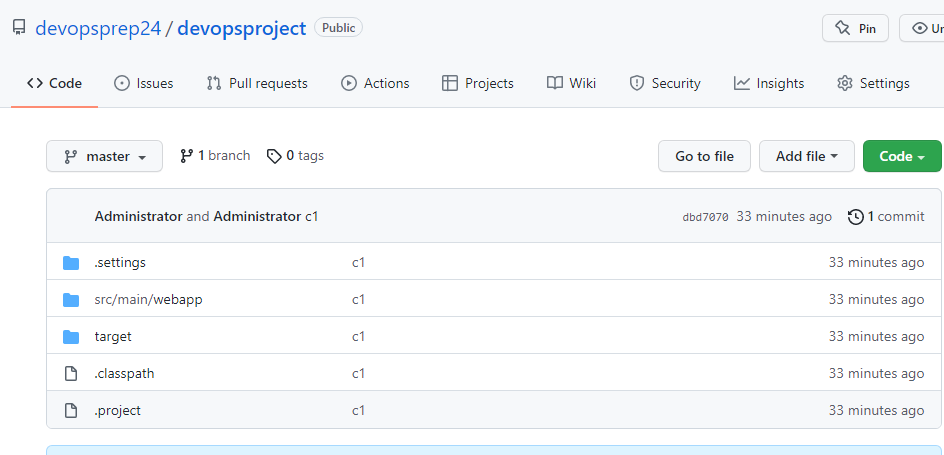 devopsprep24 / devopsproject Public Pin
Code Issues Pull requests Actions Projects Wiki Security Insights Settings
master 1 branch 0 tags Go to file Add file Code
Administrator and Administrator c1 dbd7070 33 minutes ago 1 commit
.settings c1 33 minutes ago
src/main/webapp c1 33 minutes ago
target c1 33 minutes ago
.classpath c1 33 minutes ago
.project c1 33 minutes ago